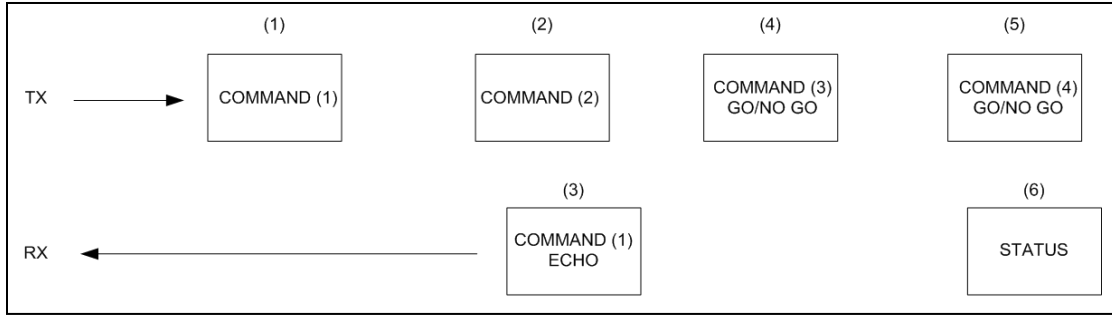 (1)
(2)
(4)
(5)
TX
COMMAND (1)
COMMAND (2)
COMMAND (3)
GO/NO GO
COMMAND (4)
GO/NO GO
(3)
(6)
RX
COMMAND (1)
ECHO
STATUS